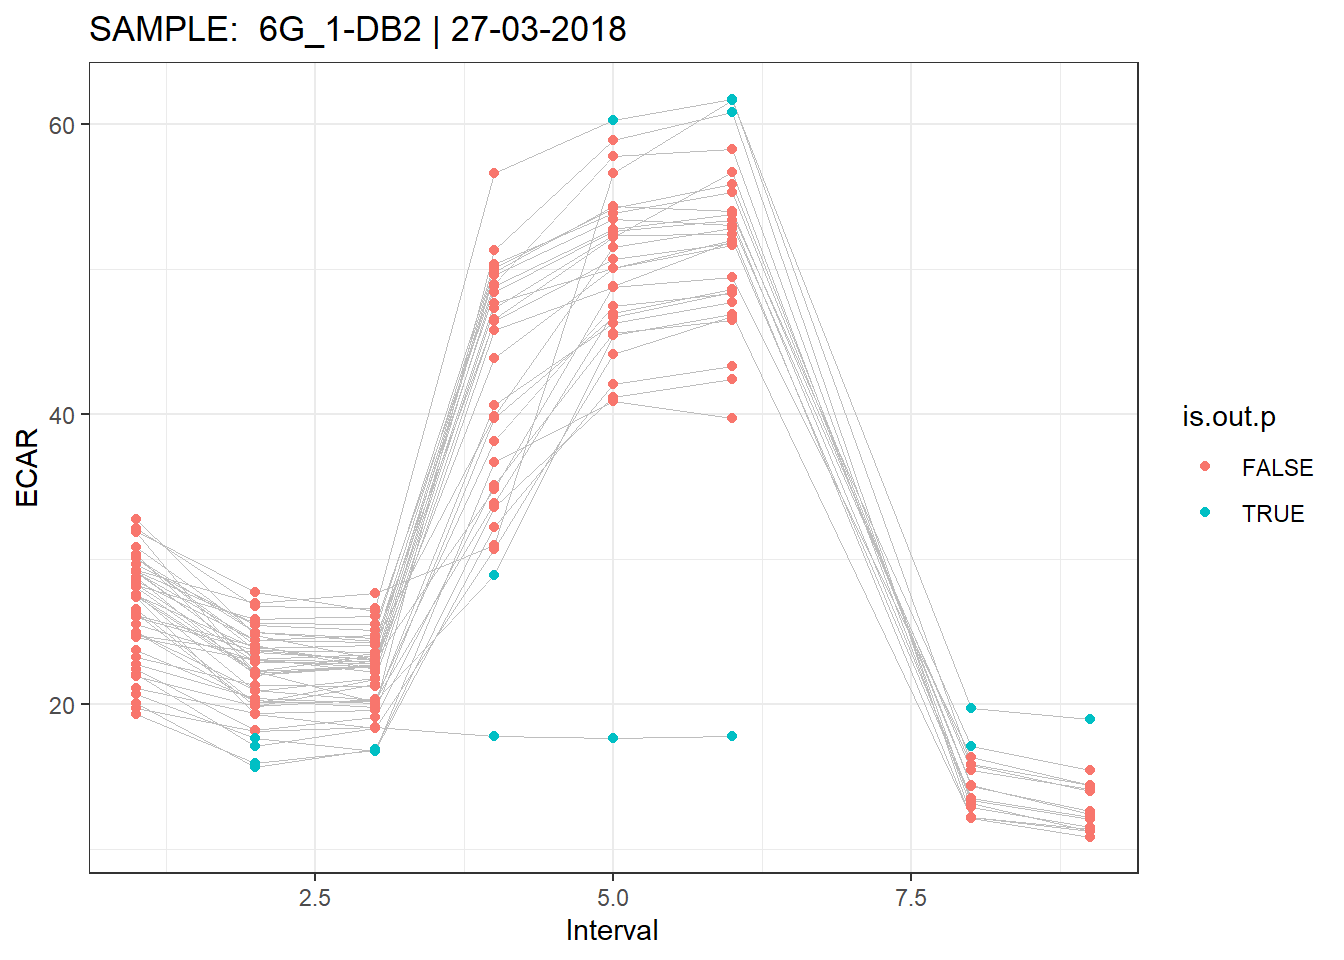 SAMPLE:  6G_1-DB2 | 27-03-2018
60
40
20
ECAR
2.5
5.0
7.5
Interval
is.out.p
FALSE
TRUE